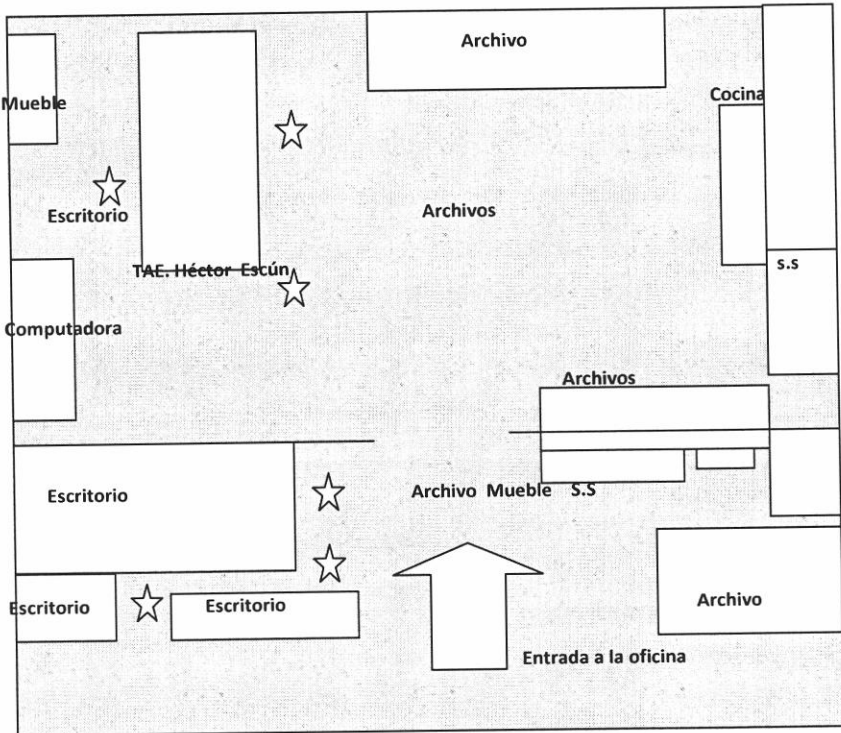 Archivo
Mueble
Cocina
Escritorio
Archivos
TAE. Héctor Escún
s.s
Computadora
Archivos
Escritorio
Archivo Mueble S.S
Escritorio
Escritorio
Archivo
Entrada a la oficina